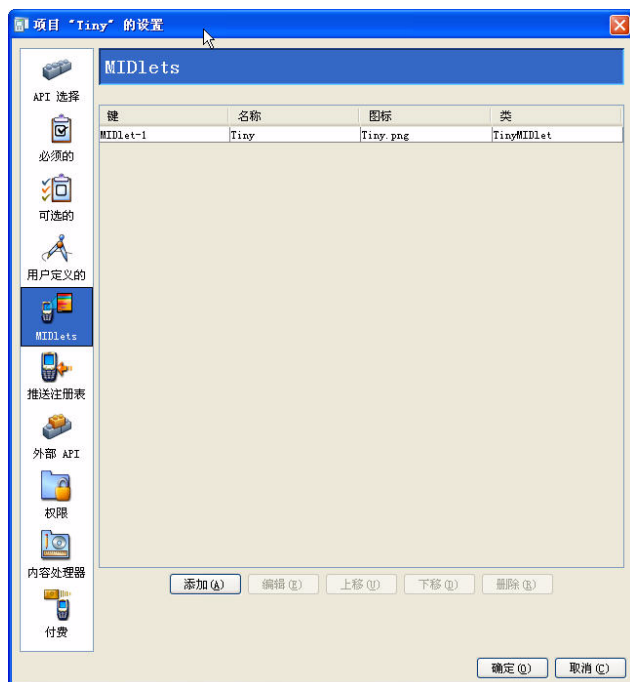 项目 "Tiny" 的设置
API 选择
必须的
可选的
用户定义的
MIDlets
推送注册表
外部 API
权限
内容处理器
付费
MIDlets
键 名称 图标 类
MIDlet-1 Tiny Tiny.png TinyMIDlet
添加(A) 编辑(E) 上移(U) 下移(D) 删除(R)
确定(O) 取消(C)